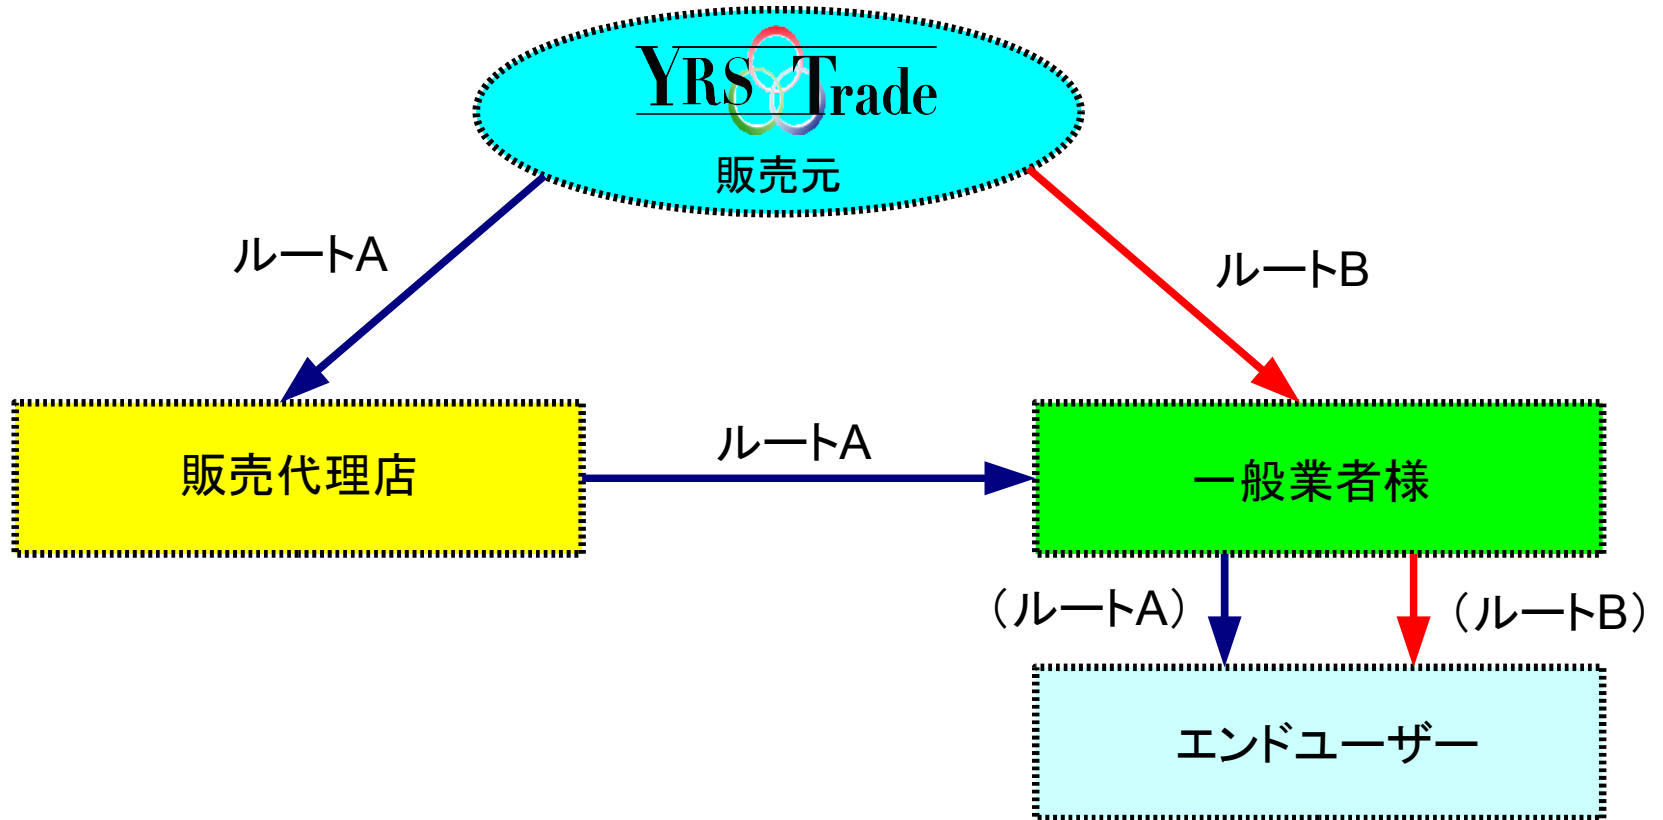 YRS Trade
販売元
ルートA
ルートB
販売代理店
ルートA
一般業者様
（ルートA）
（ルートB）
エンドユーザー